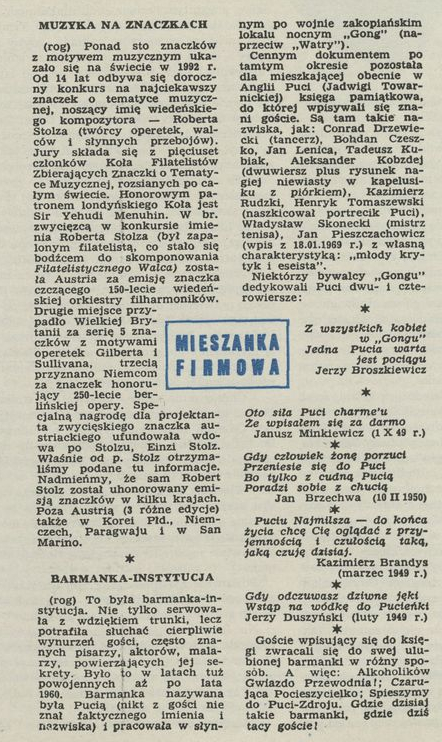 MUZYKA NA ZNACZKACH
(rog) Ponad sto znaczków
z motywem muzycznym uka-
zało się na świecie w 1992 r.
Od 14 lat odbywa się dorocz-
ny konkurs na najciekawszy
znaczek o tematyce muzycz-
nej, noszący imię wiedeńskie-
go kompozytora — Roberta
Stolza (twórcy operetek, wal-
ców i słynnych przebojów).
Jury składa się z pięciuset
członków Koła Filatelistów
Zbierających Znaczki o Tematy-
ce Muzycznej, rozsianych po ca-
łym świecie. Honorowym pa-
tronem londyńskiego Koła jest
Sir Yehudi Menuhin. W br.
zwycięzcą w konkursie imie-
nia Roberta Stolza (był zapa-
lonym filatelistą, co stało się
bodźcem do skomponowania
Filatelistycznego Walca) zosta-
ła Austria za emisję znaczka
czczącego 150-lecie wiedeń-
skiej orkiestry filharmoników.
Drugie miejsce przy-
padło Wielkiej Bry-
tanii za serię 5 zna-
czków z motywami
operetek Gilberta i
Sullivana, trzecią
przyznano Niemcom
za znaczek honoru-
jący 250-lecie ber-
lińskiej opery. Spe-
cjalną nagrodę dla projektan-
ta zwycięskiego znaczka au-
striackiego ufundowała wdo-
wa po Stolzu, Einzi Stolz.
Właśnie od p. Stolz otrzyma-
liśmy podane tu informacje.
Nadmieńmy, że sam Robert
Stolz został uhonorowany emi-
sją znaczków w kilku krajach.
Poza Austrią (3 różne edycje)
także w Korei Płd., Niem-
czech, Paragwaju i w San
Marino.
*
BARMANKA-INSTYTUCJA
(rog) To była barmanka-in-
stytucja. Nie tylko serwowa-
ła z wdziękiem trunki, lecz
potrafiła słuchać cierpliwie
wynurzeń gości, często zna-
nych pisarzy, aktorów, mala-
rzy, powierzających jej se-
krety. Było to w latach tuż
powojennych aż po lata
1960. Barmanka nazywana
była Pucią (nikt z gości nie
znał faktycznego imienia i
nazwiska) i pracowała w słyn-
nym po wojnie zakopiańskim
lokalu nocnym „Gong" (na-
przeciw „Watry").
Cennym dokumentem po
tamtym okresie pozostała
dla mieszkającej obecnie w
Anglii Puci (Jadwigi Towar-
nickiej) księga pamiątkowa,
do której wpisywali się zna-
ni goście. Są tam takie na-
zwiska, jak: Conrad Drzewie-
cki (tancerz), Bohdan Czesz-
ko, Jan Lenica, Tadeusz Ku-
biak, Aleksander Kobzdej
(dwuwiersz plus rysunek na-
giej niewiasty w kapelusi-
ku z piórkiem), Kazimierz
Rudzki, Henryk Tomaszewski
(naszkicował portrecik Puci),
Władysław Skonecki (mistrz
tenisa), Jan Pieszczachowicz
(wpis z 18.01.1969 r.) z własną
charakterystyką: „młody kry-
tyk i eseista".
Niektórzy bywalcy „Gongu"
dedykowali Puci dwu- i czte-
rowiersze:
*
Z wszystkich kobiet
w „Gongu"
Jedna Pucia warta
jest pociągu
Jerzy Broszkiewicz
*
Oto siła Puci charme'u
Że wpisałem się za darmo
Janusz Minkiewicz (1 X 49 r.)
*
Gdy człowiek żonę porzuci
Przeniesie się do Puci
Bo tylko z cudną Pucią
Poradzi sobie z chucią
Jan Brzechwa (10 II 1950)
*
Puciu Najmilsza — do końca
życia chcę Cię oglądać z przy-
jemnością i czułością taką,
jaką czuję dzisiaj.
Kazimierz Brandys
(marzec 1949 r.)
*
Gdy odczuwasz dziwne jęki
Wstąp na wódkę do Pucieńki
Jerzy Duszyński (luty 1949 r.)
*
Goście wpisujący się do księ-
gi zwracali się do swej ulu-
bionej barmanki w różny spo-
sób. A więc: Alkoholików
Gwiazdo Przewodnia!; Czaru-
jąca Pocieszycielko; Spieszymy
do Puci-Zdroju. Gdzie dzisiaj
takie barmanki, gdzie dziś
tacy goście!
MIESZANKA
FIRMOWA